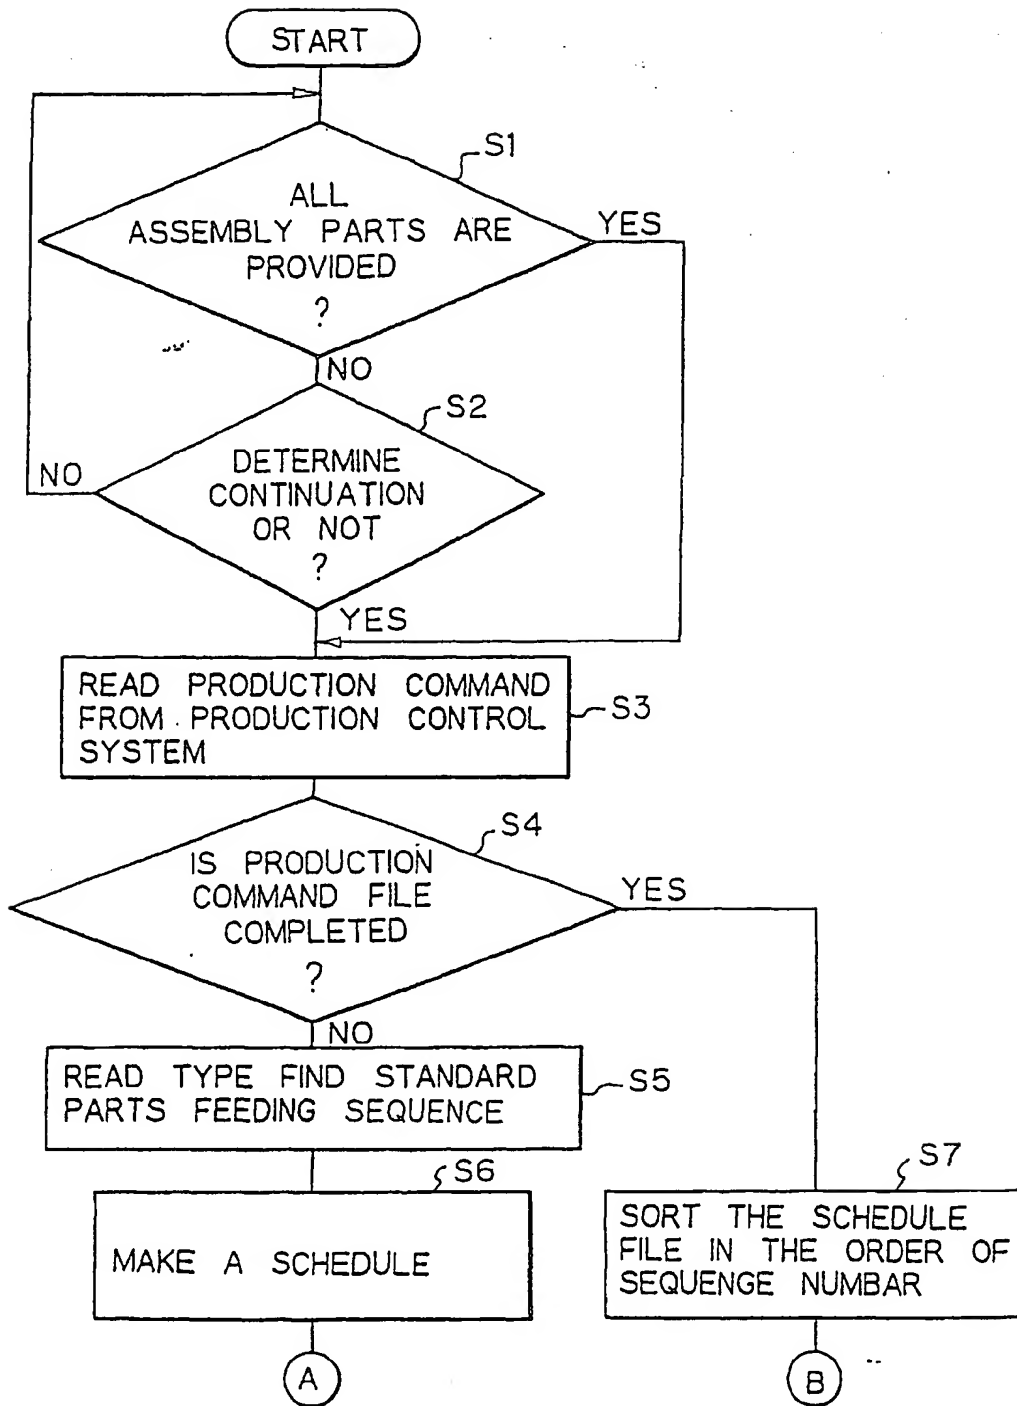 START
S1
ALL
ASSEMBLY PARTS ARE
PROVIDED
?
YES
NO
S2
NO
DETERMINE
CONTINUATION
OR NOT
?
YES
READ PRODUCTION COMMAND
FROM PRODUCTION CONTROL
SYSTEM
S3
S4
IS PRODUCTION
COMMAND FILE
COMPLETED
?
YES
NO
READ TYPE FIND STANDARD
PARTS FEEDING SEQUENCE
S5
S6
MAKE A SCHEDULE
S7
SORT THE SCHEDULE
FILE IN THE ORDER OF
SEQUENGE NUMBAR
A
B